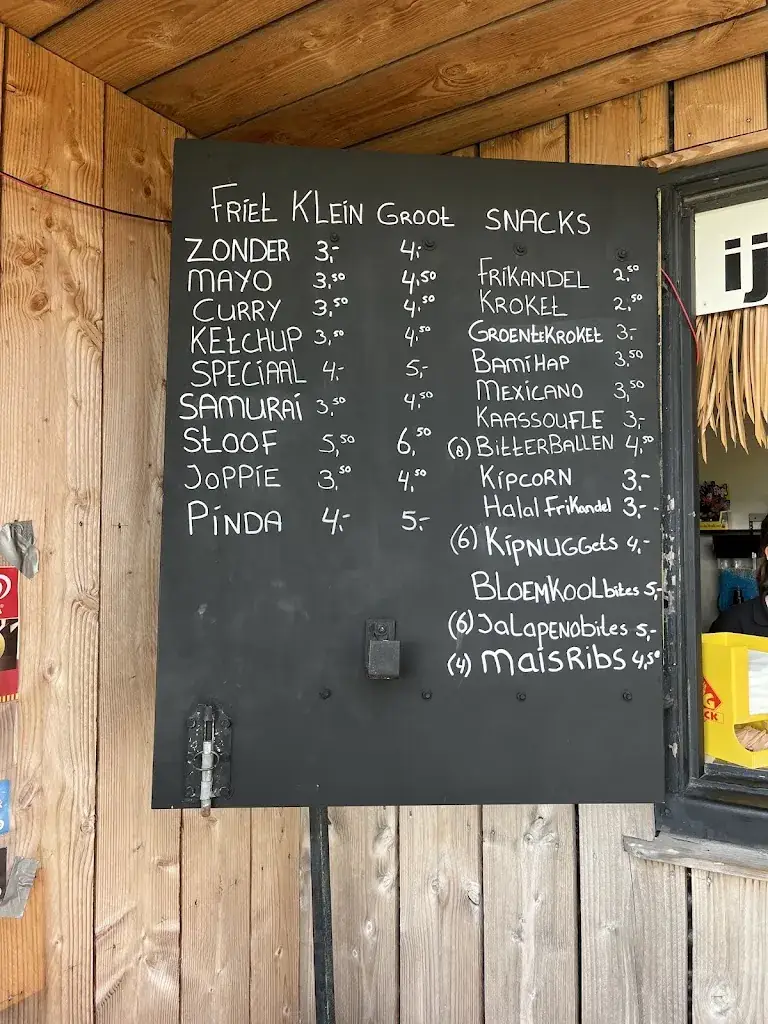 Friet Klein Groot
Zonder 3,- 4,-
Mayo 3,50 4,50
Curry 3,50 4,50
Ketchup 3,50 4,50
Speciaal 4,- 5,-
Samurai 3,50 4,50
Stoof 5,50 6,50
Joppie 3,50 4,50
Pinda 4,- 5,-
Snacks
Frikandel 2,50
Kroket 2,50
Groentekroket 3,-
Bamihap 3,50
Mexicano 3,50
Kaassoufle 3,-
(8) Bitterballen 4,50
Kipcorn 3,-
Halal Frikandel 3,-
(6) Kipnuggets 4,-
Bloemkoolbites 5,-
(6) Jalapenobites 5,-
(4) Maisribs 4,50
ij